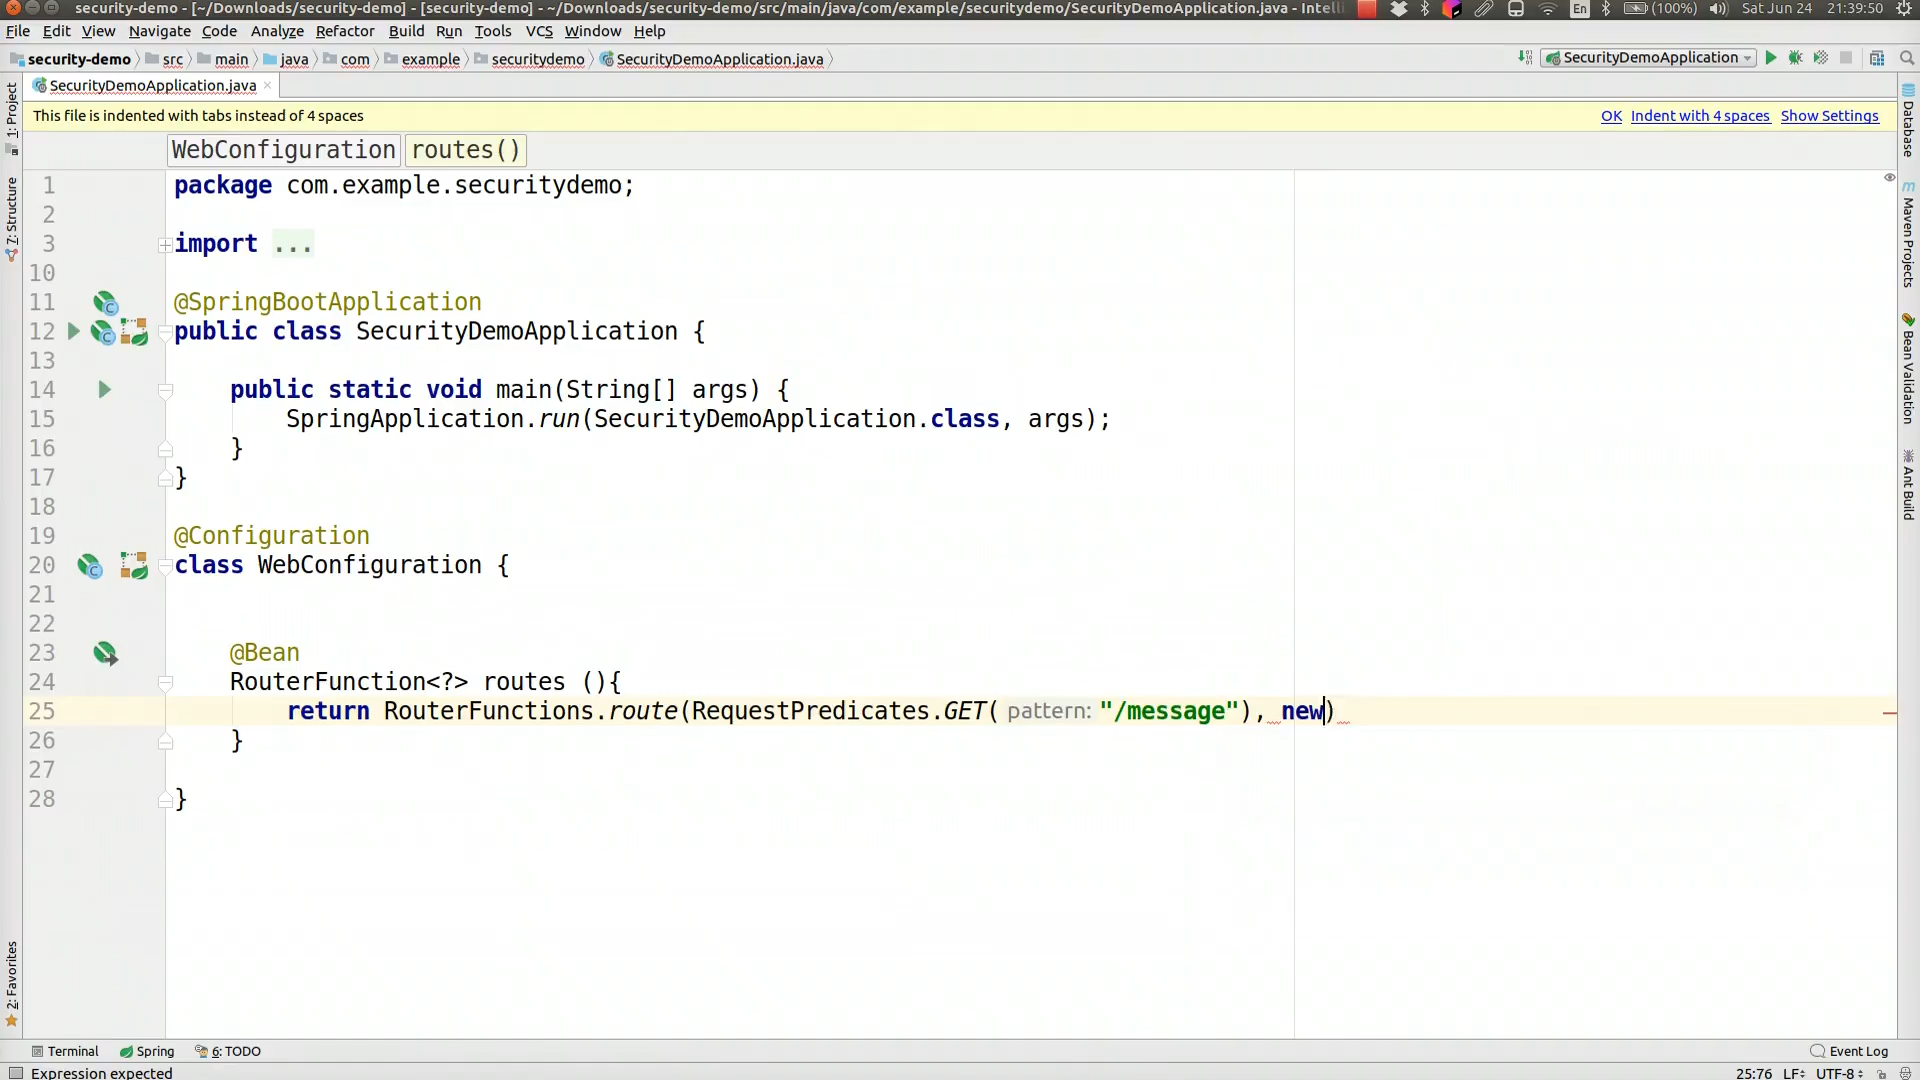 security-demo - [~/Downloads/security-demo] - [security-demo] - ~/Downloads/security-demo/src/main/java/com/example/securitydemo/SecurityDemoApplication.java - Intelli
En (100%) Sat Jun 24 21:39:50
File Edit View Navigate Code Analyze Refactor Build Run Tools VCS Window Help
security-demo src main java com example securitydemo SecurityDemoApplication.java SecurityDemoApplication
SecurityDemoApplication.java
This file is indented with tabs instead of 4 spaces OK Indent with 4 spaces Show Settings
WebConfiguration routes()
1 package com.example.securitydemo;
2
3 import ...
10
11 @SpringBootApplication
12 public class SecurityDemoApplication {
13
14 public static void main(String[] args) {
15 SpringApplication.run(SecurityDemoApplication.class, args);
16 }
17 }
18
19 @Configuration
20 class WebConfiguration {
21
22
23 @Bean
24 RouterFunction<?> routes (){
25 return RouterFunctions.route(RequestPredicates.GET( pattern: "/message"), new)
26 }
27
28 }
1: Project
7: Structure
2: Favorites
Database
Maven Projects
Bean Validation
Ant Build
Terminal Spring 6: TODO Event Log
Expression expected 25:76 LF UTF-8